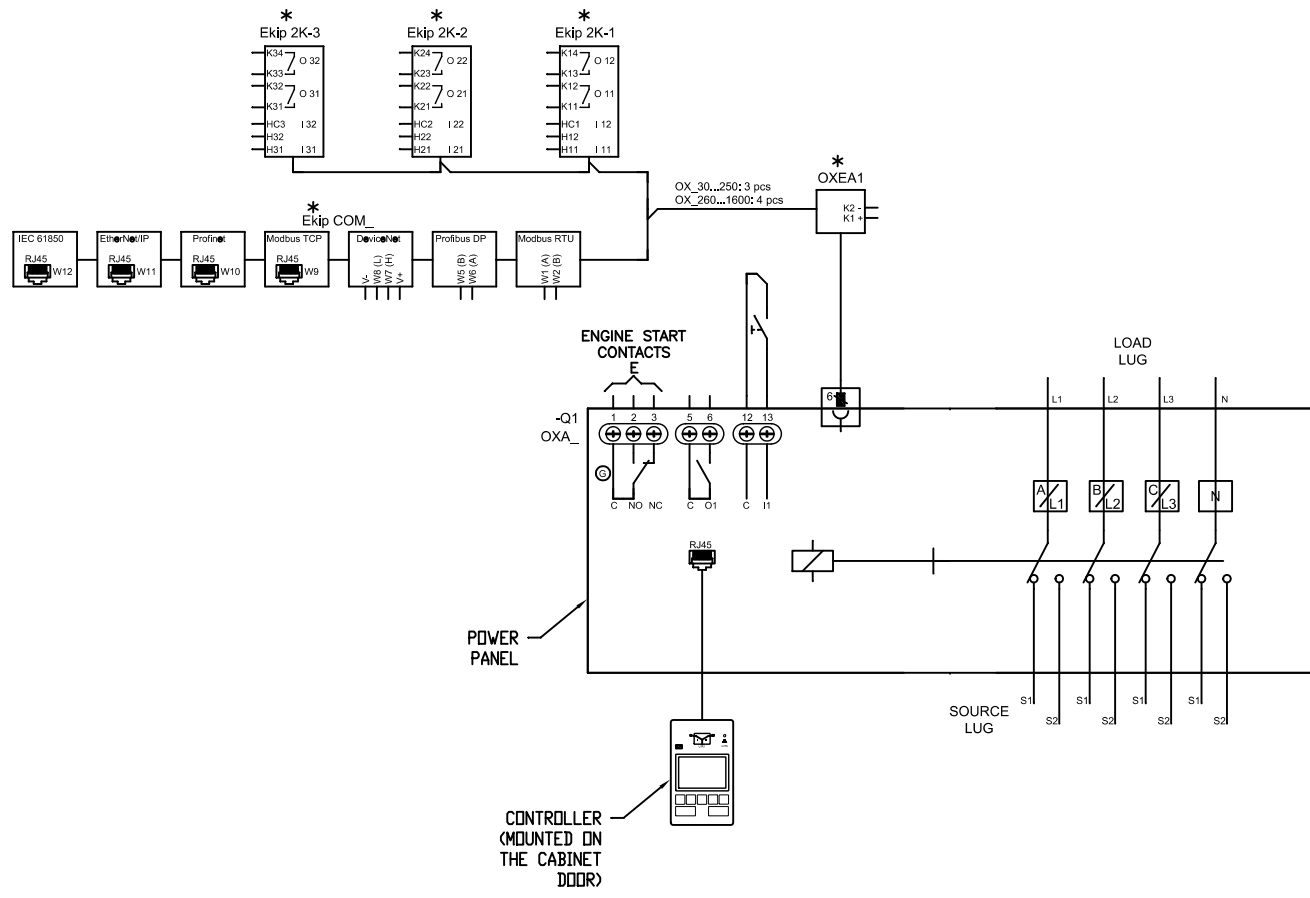 * * *
Ekip 2K-3 Ekip 2K-2 Ekip 2K-1
K34 O 32
K33
K32 O 31
K31
HC3 I 32
H32
H31 I 31
K24 O 22
K23
K22 O 21
K21
HC2 I 22
H22
H21 I 21
K14 O 12
K13
K12 O 11
K11
HC1 I 12
H12
H11 I 11
*
OXEA1
K2 -
K1 +
OX_30...250: 3 pcs
OX_260...1600: 4 pcs
*
Ekip COM_
IEC 61850
RJ45
W12
EtherNet/IP
RJ45
W11
Profinet
RJ45
W10
Modbus TCP
RJ45
W9
DeviceNet
V-
W8 (L)
W7 (H)
V+
Profibus DP
W5 (B)
W6 (A)
Modbus RTU
W1 (A)
W2 (B)
ENGINE START
CONTACTS
E
LOAD
LUG
6
L1 L2 L3 N
-Q1
OXA_
1 2 3 5 6 12 13
G
C NO NC C O1 C I1
A
L1
B
L2
C
L3
N
RJ45
POWER
PANEL
SOURCE
LUG
S1 S2 S1 S2 S1 S2 S1 S2
CONTROLLER
(MOUNTED ON
THE CABINET
DOOR)